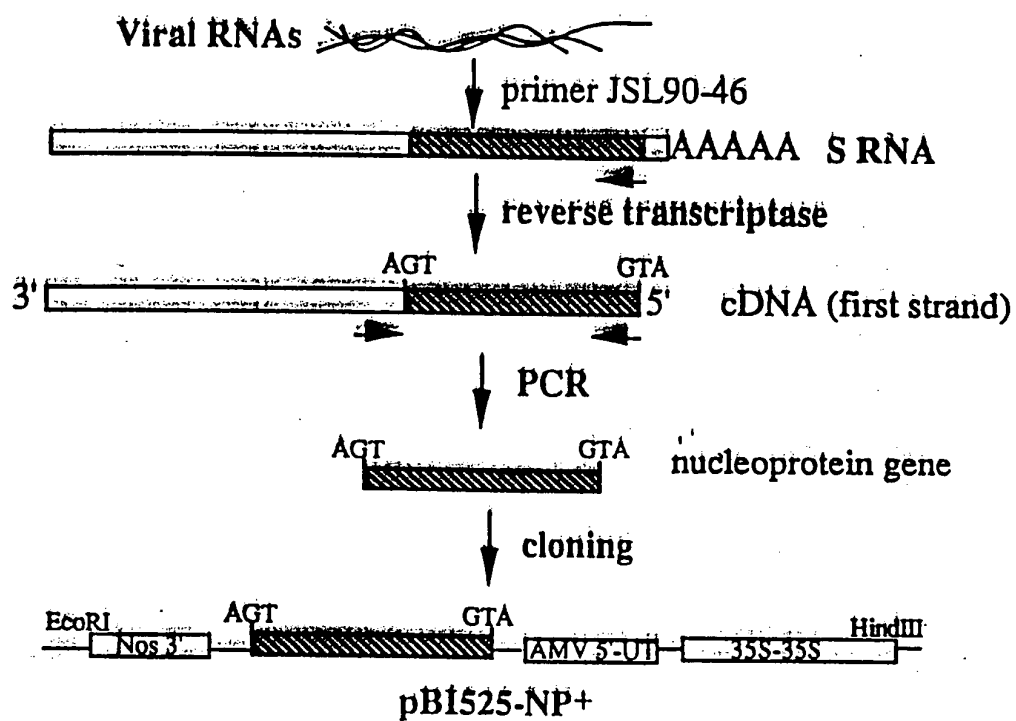 Viral RNAs
primer JSL90-46
AAAAA S RNA
reverse transcriptase
AGT GTA
3' 5' cDNA (first strand)
PCR
AGT GTA
nucleoprotein gene
cloning
EcoRI AGT GTA HindIII
Nos 3' AMV 5'-UT 35S-35S
pBI525-NP+